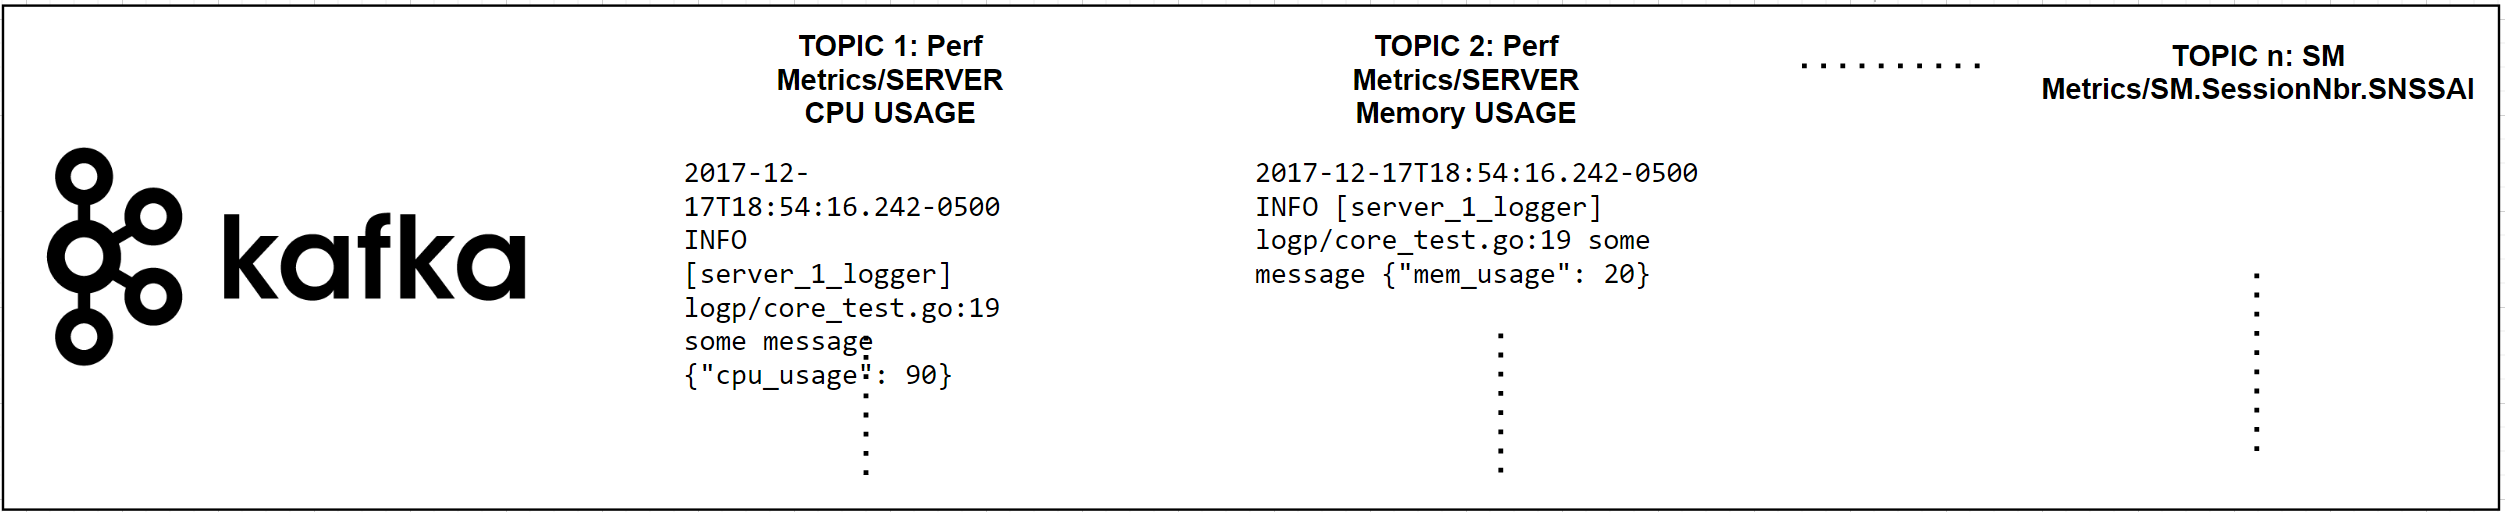 kafka
TOPIC 1: Perf
Metrics/SERVER
CPU USAGE
2017-12-
17T18:54:16.242-0500
INFO
[server_1_logger]
logp/core_test.go:19
some message
{"cpu_usage": 90}
TOPIC 2: Perf
Metrics/SERVER
Memory USAGE
2017-12-17T18:54:16.242-0500
INFO [server_1_logger]
logp/core_test.go:19 some
message {"mem_usage": 20}
TOPIC n: SM
Metrics/SM.SessionNbr.SNSSAI